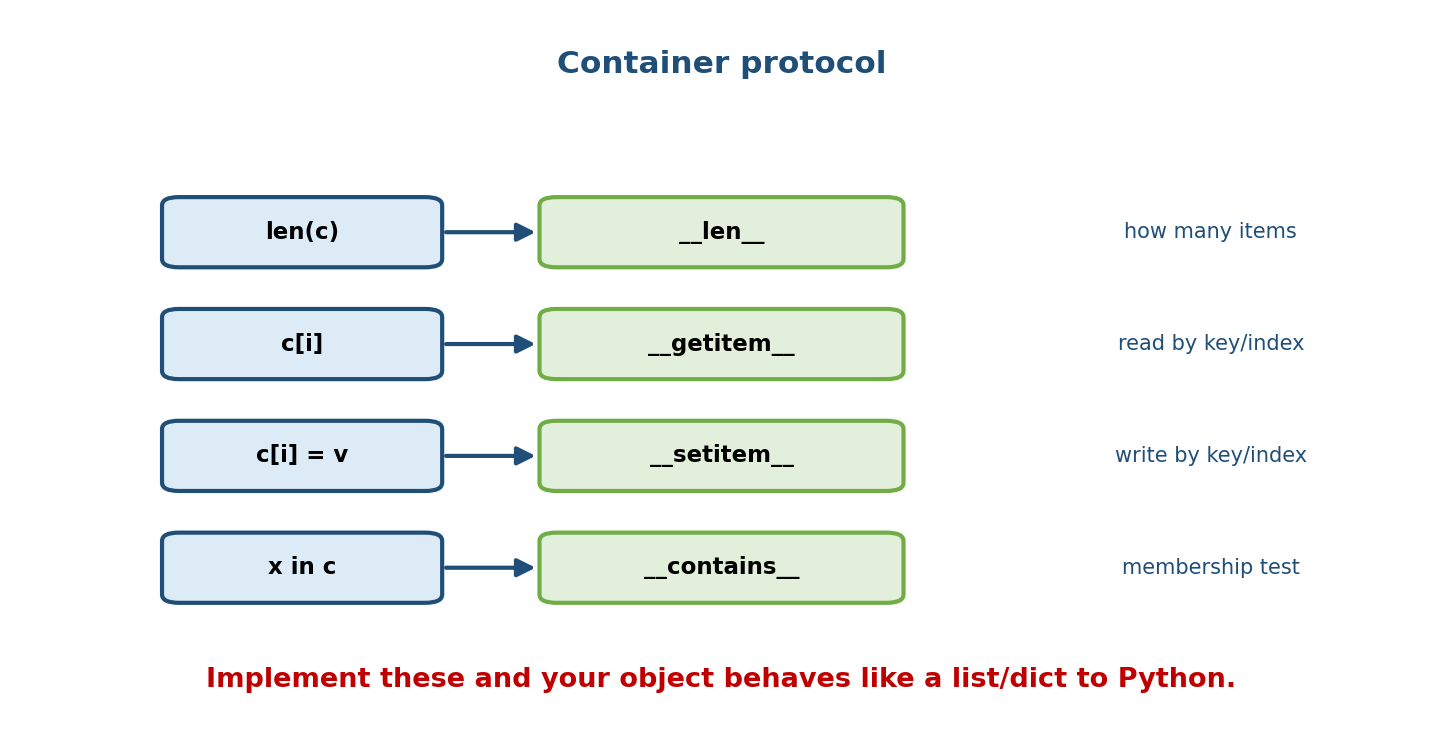 Container protocol
len(c) __len__ how many items
c[i] __getitem__ read by key/index
c[i] = v __setitem__ write by key/index
x in c __contains__ membership test
Implement these and your object behaves like a list/dict to Python.